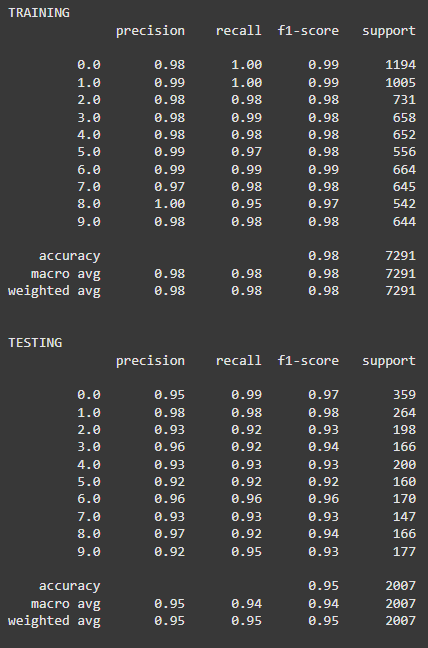 TRAINING
precision recall f1-score support
0.0 0.98 1.00 0.99 1194
1.0 0.99 1.00 0.99 1005
2.0 0.98 0.98 0.98 731
3.0 0.98 0.99 0.98 658
4.0 0.98 0.98 0.98 652
5.0 0.99 0.97 0.98 556
6.0 0.99 0.99 0.99 664
7.0 0.97 0.98 0.98 645
8.0 1.00 0.95 0.97 542
9.0 0.98 0.98 0.98 644
accuracy 0.98 7291
macro avg 0.98 0.98 0.98 7291
weighted avg 0.98 0.98 0.98 7291
TESTING
precision recall f1-score support
0.0 0.95 0.99 0.97 359
1.0 0.98 0.98 0.98 264
2.0 0.93 0.92 0.93 198
3.0 0.96 0.92 0.94 166
4.0 0.93 0.93 0.93 200
5.0 0.92 0.92 0.92 160
6.0 0.96 0.96 0.96 170
7.0 0.93 0.93 0.93 147
8.0 0.97 0.92 0.94 166
9.0 0.92 0.95 0.93 177
accuracy 0.95 2007
macro avg 0.95 0.94 0.94 2007
weighted avg 0.95 0.95 0.95 2007